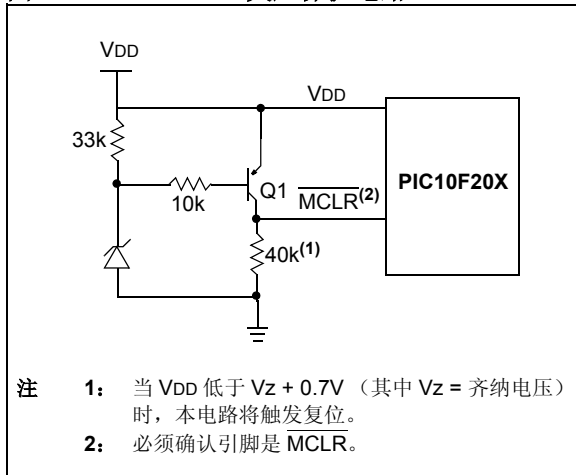 VDD
VDD
33k
10k
Q1
MCLR(2)
PIC10F20X
40k(1)
注 1： 当 VDD 低于 Vz + 0.7V （其中 Vz = 齐纳电压）
时，本电路将触发复位。
2： 必须确认引脚是 MCLR。